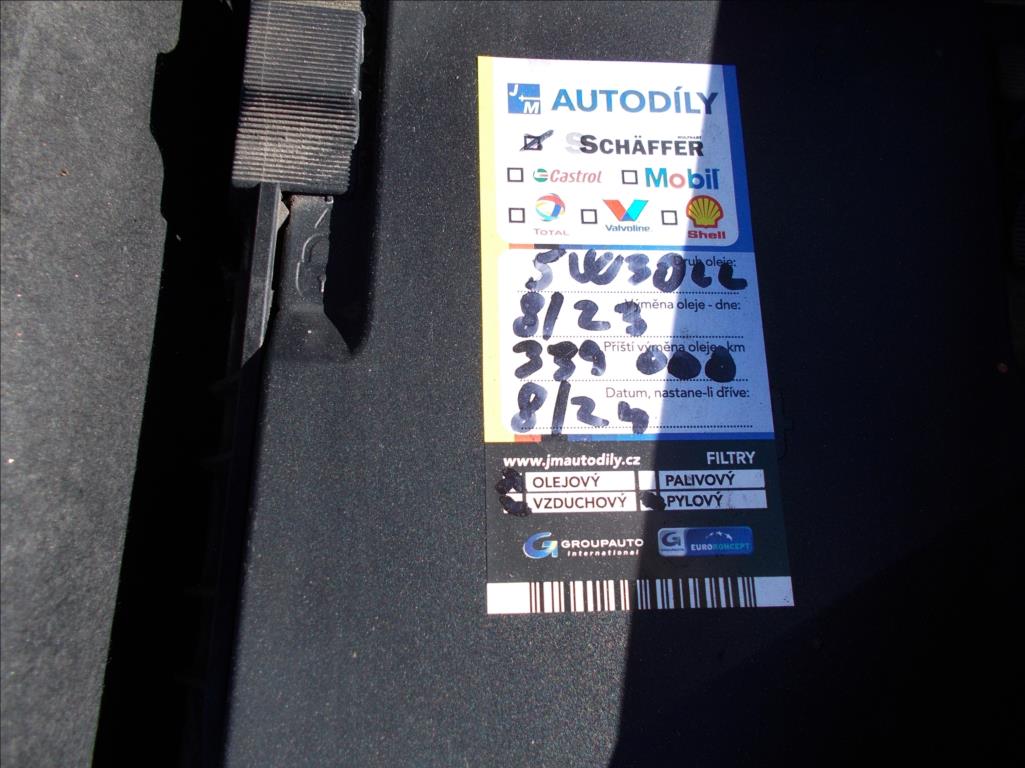 J+M AUTODÍLY
SCHÄFFER
Castrol Mobil
TOTAL Valvoline Shell
Druh oleje:
5W30LL
Výměna oleje - dne:
8/23
Příští výměna oleje - km
339 000
Datum, nastane-li dříve:
8/24
www.jmautodily.cz FILTRY
OLEJOVÝ PALIVOVÝ
VZDUCHOVÝ PYLOVÝ
GROUPAUTO EUROKONCEPT
International